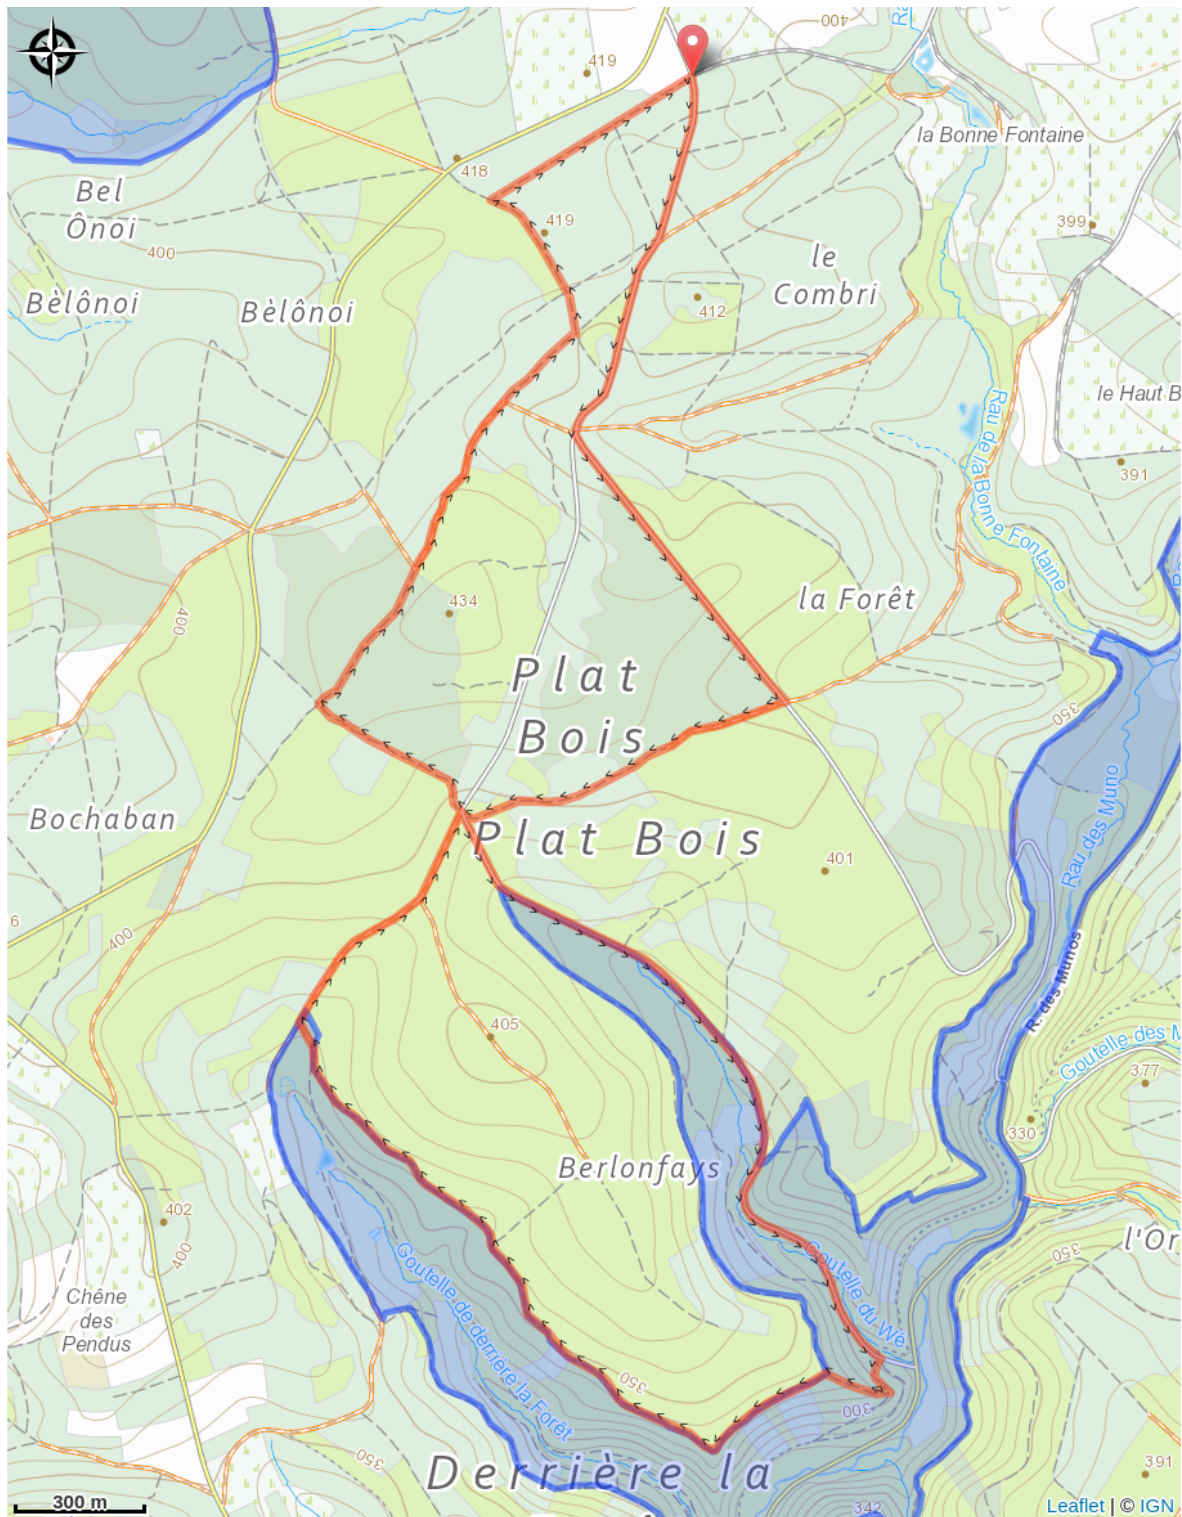 400
419
la Bonne Fontaine
418
Bel
Ônoi
419
399
400
le
Combri
Bèlônoi
Bèlônoi
412
le Haut B
391
Rau de la Bonne Fontaine
434
la Forêt
400
Plat
Bois
350
Rau des Muno
Bochaban
Plat Bois
401
6
400
R. des Munos
405
Goutelle des M
377
330
Berlonfays
402
400
l'Or
350
Goutelle du Wé
Goutelle de derrière la Forêt
Chêne
des
Pendus
350
300
350
Derrière la
391
300 m
342
Leaflet | © IGN